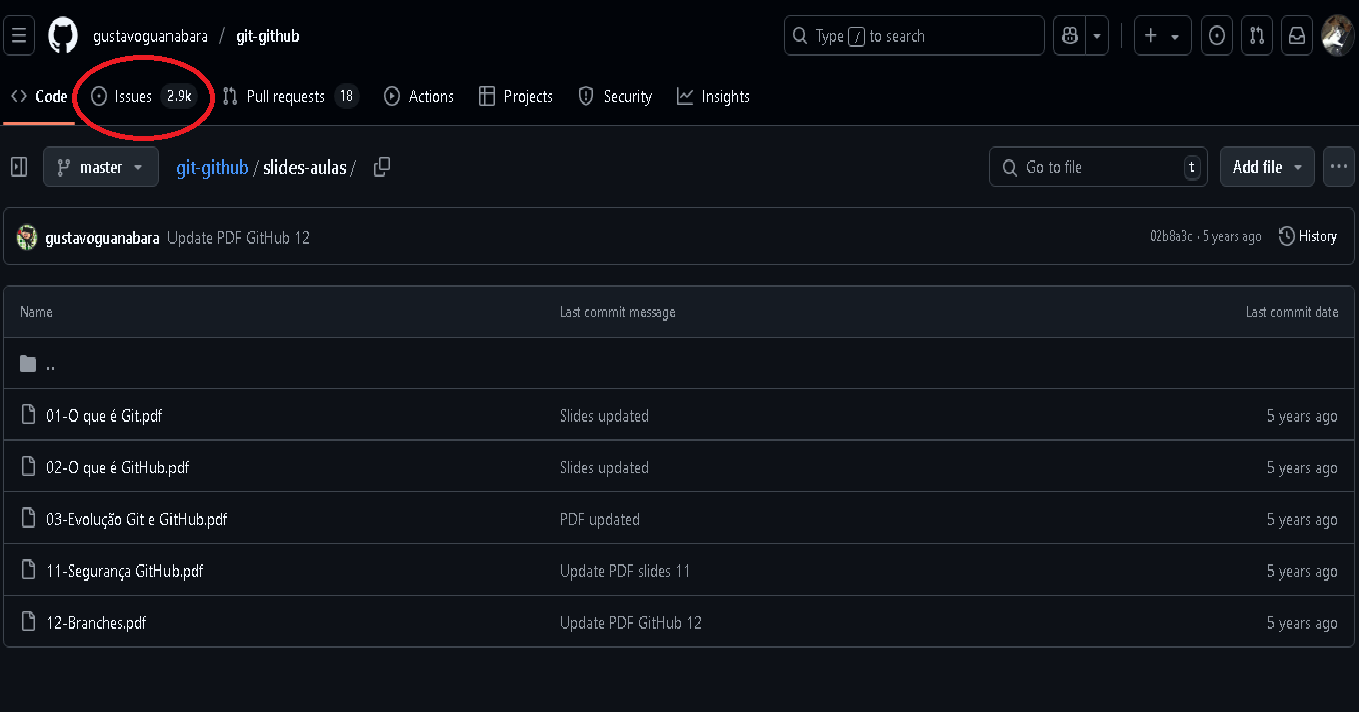 gustavoguanabara / git-github Type / to search
Code Issues 2.9k Pull requests 18 Actions Projects Security Insights
master git-github / slides-aulas / Go to file t Add file
gustavoguanabara Update PDF GitHub 12 02b8a3c · 5 years ago History
Name Last commit message Last commit date
..
01-O que é Git.pdf Slides updated 5 years ago
02-O que é GitHub.pdf Slides updated 5 years ago
03-Evolução Git e GitHub.pdf PDF updated 5 years ago
11-Segurança GitHub.pdf Update PDF slides 11 5 years ago
12-Branches.pdf Update PDF GitHub 12 5 years ago